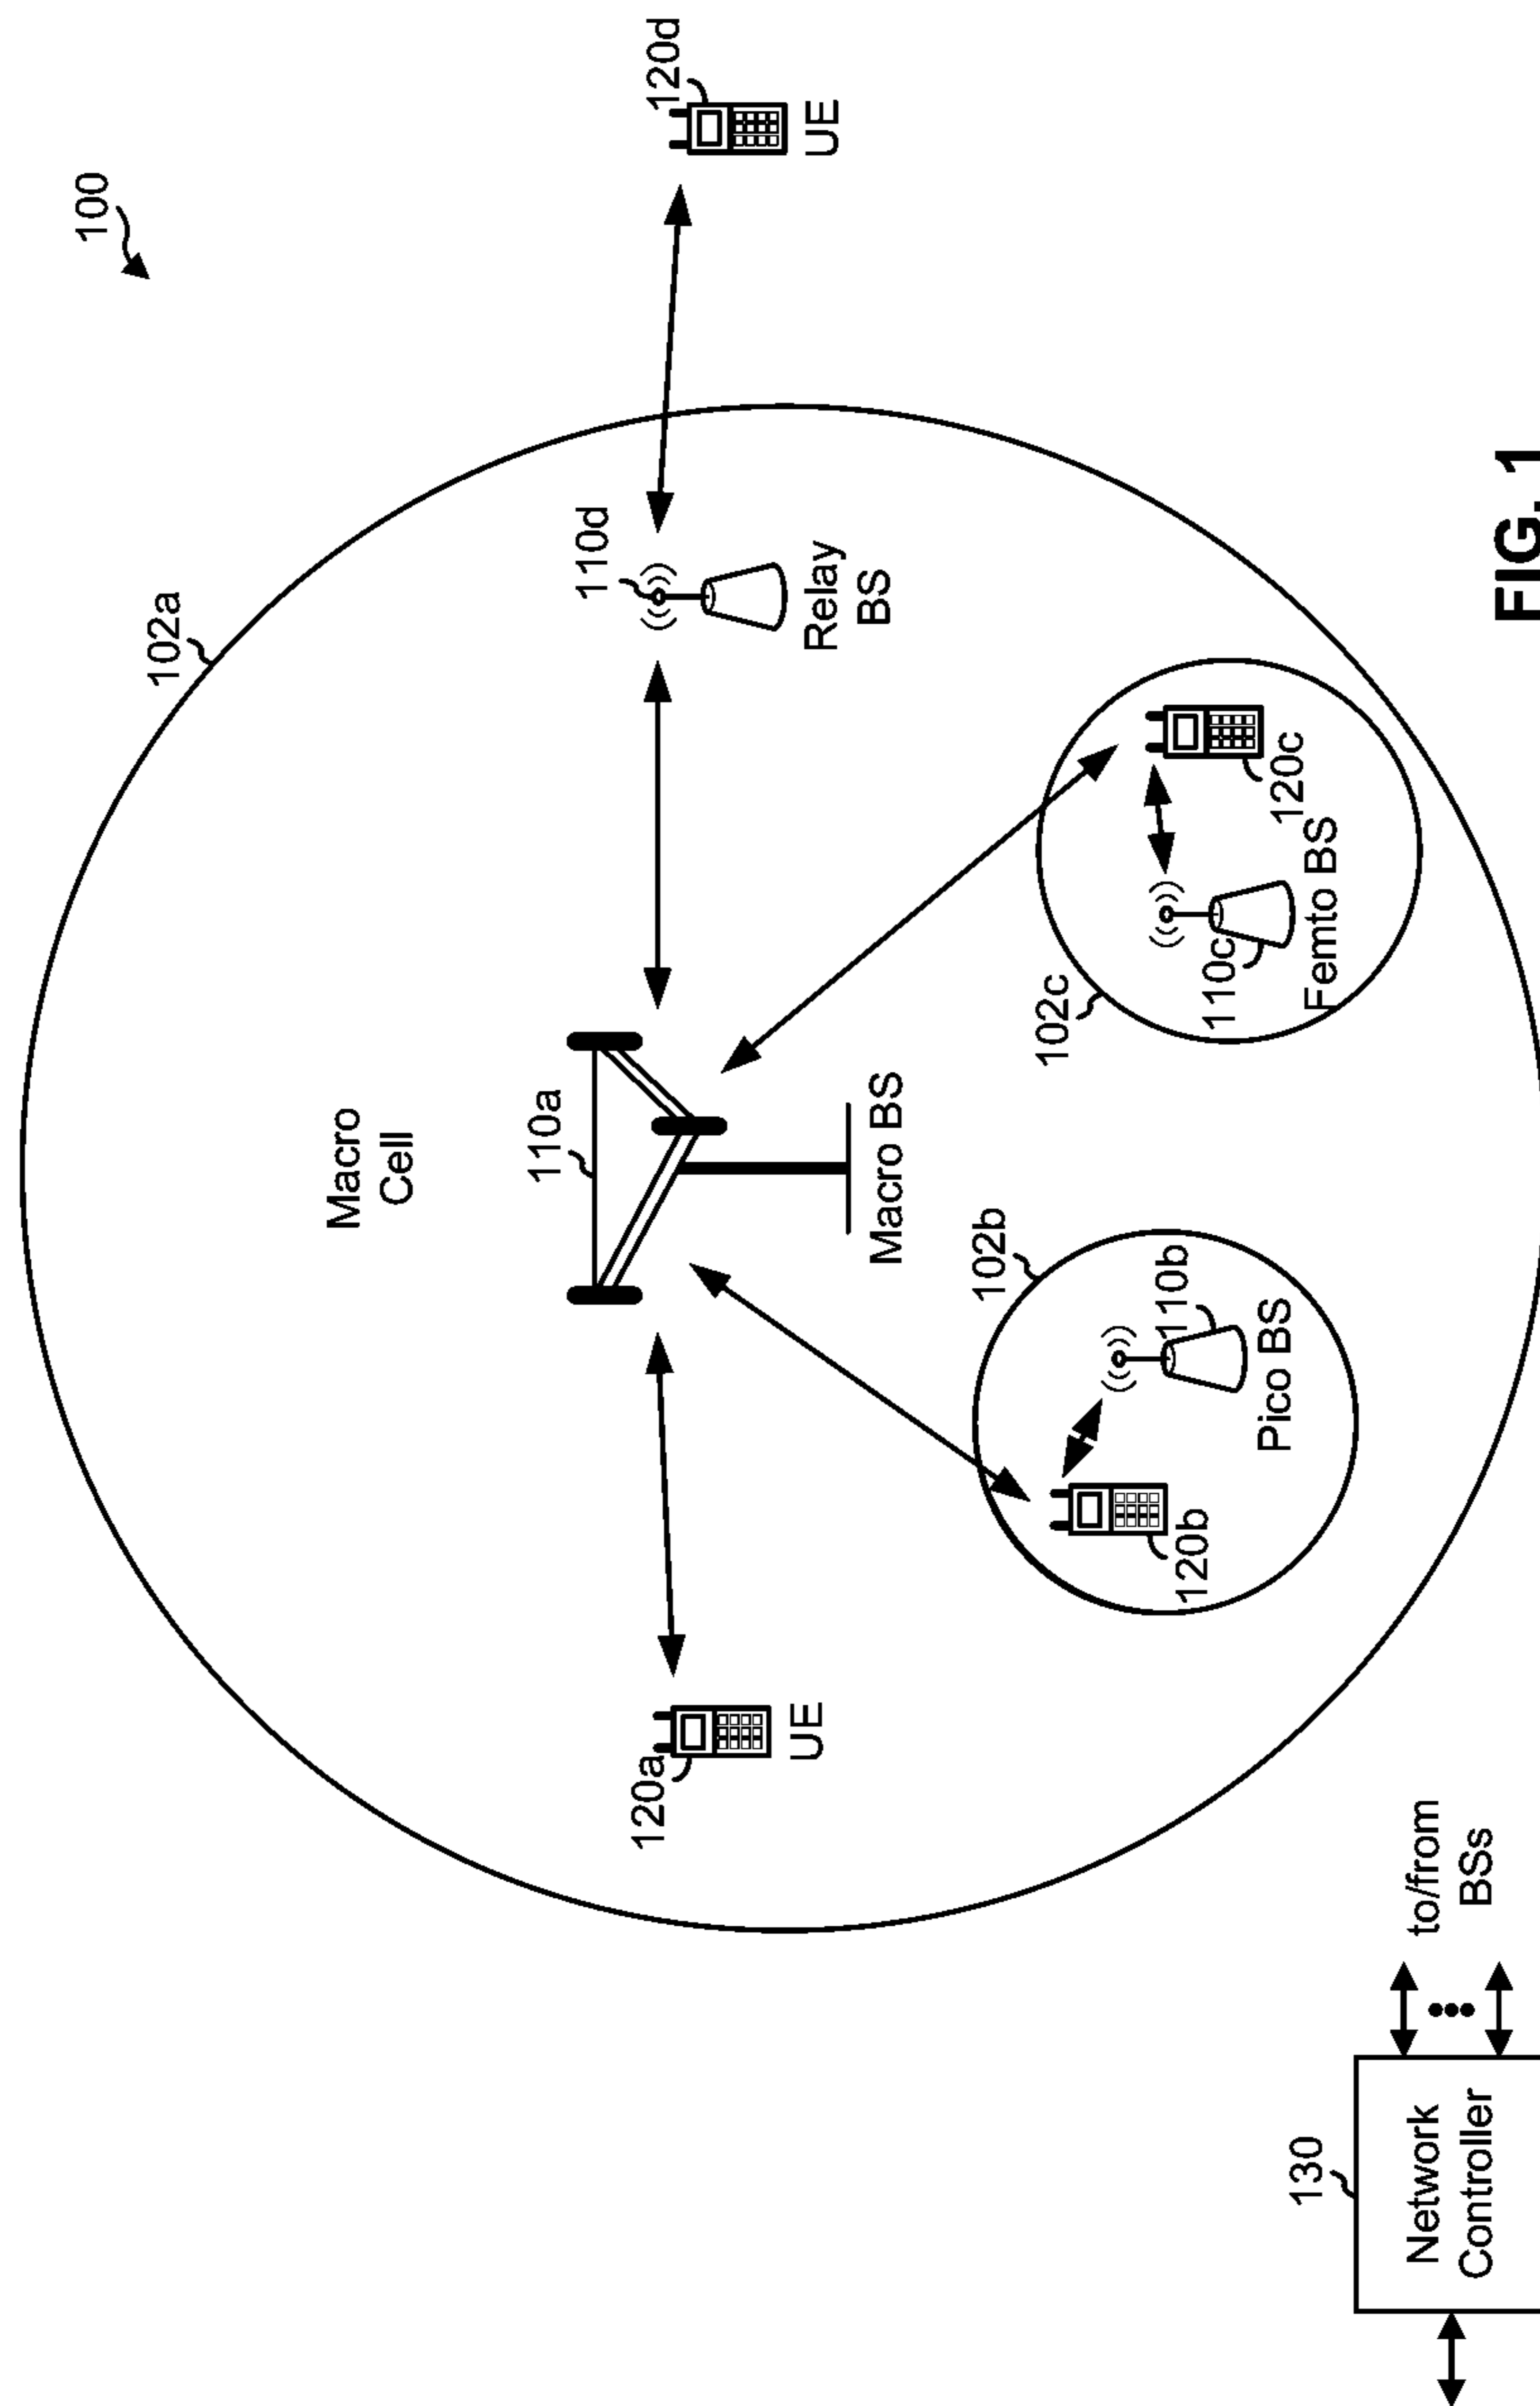 100
102a
Macro
Cell
110a
110d
120d
120a
UE
Relay
BS
UE
Macro BS
102b
102c
110b
120b
Pico BS
110c
120c
Femto BS
130
Network
Controller
to/from
BSs
FIG. 1